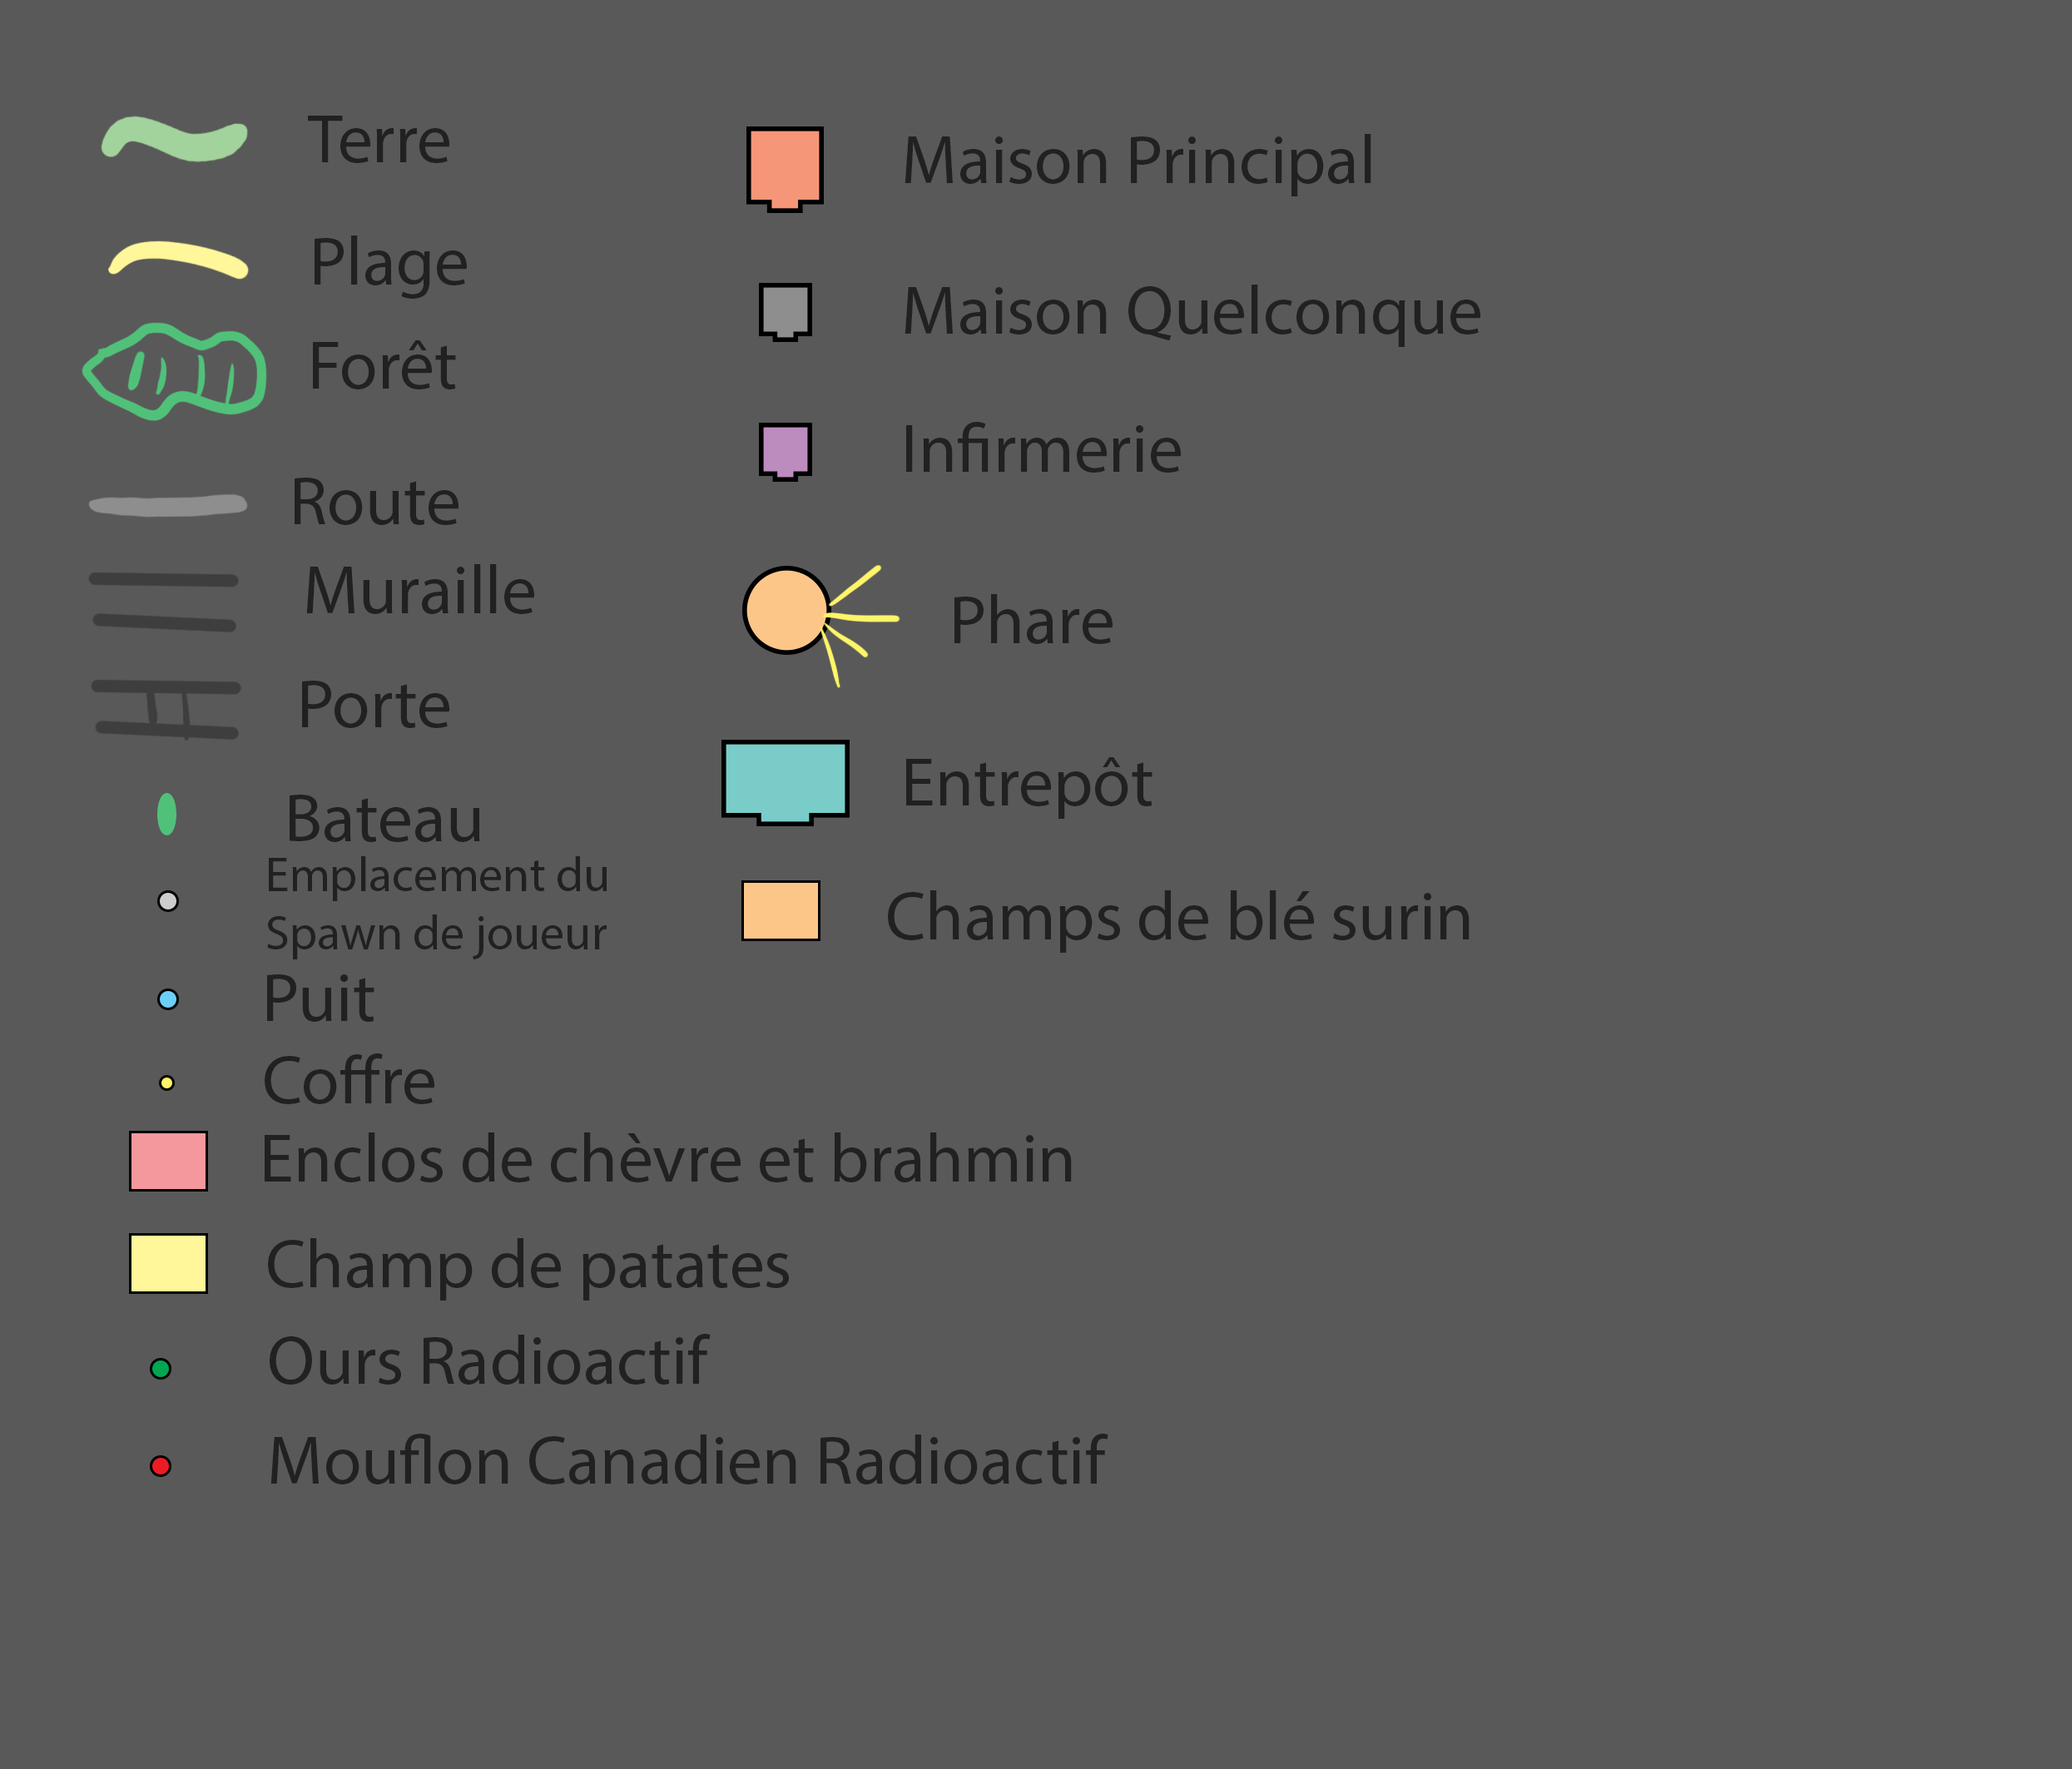 Terre
Plage
Forêt
Route
Muraille
Porte
Bateau
Emplacement du
Spawn de joueur
Puit
Coffre
Enclos de chèvre et brahmin
Champ de patates
Ours Radioactif
Mouflon Canadien Radioactif
Maison Principal
Maison Quelconque
Infirmerie
Phare
Entrepôt
Champs de blé surin